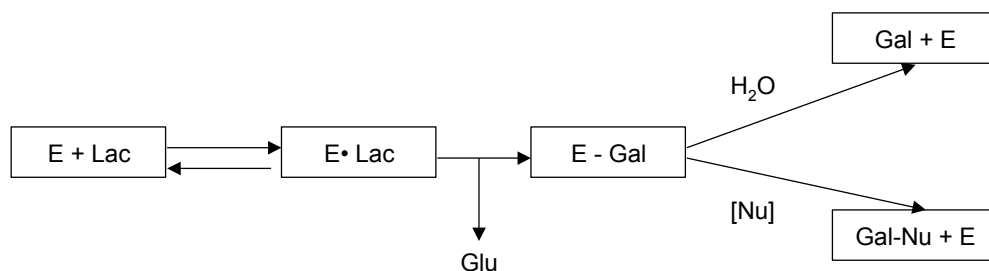 Gal + E
H₂O
E + Lac
E• Lac
E - Gal
[Nu]
Gal-Nu + E
Glu